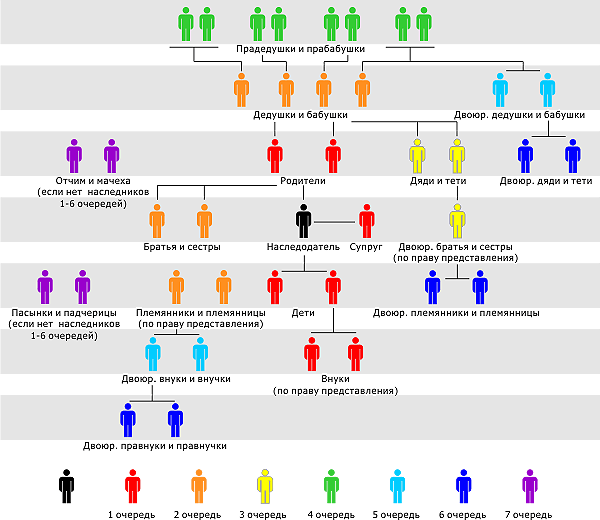 Прадедушки и прабабушки
Дедушки и бабушки
Двоюр. дедушки и бабушки
Отчим и мачеха
(если нет наследников
1-6 очередей)
Родители
Дяди и тети
Двоюр. дяди и тети
Братья и сестры
Наследодатель
Супруг
Двоюр. братья и сестры
(по праву представления)
Пасынки и падчерицы
(если нет наследников
1-6 очередей)
Племянники и племянницы
(по праву представления)
Дети
Двоюр. племянники и племянницы
Двоюр. внуки и внучки
Внуки
(по праву представления)
Двоюр. правнуки и правнучки
1 очередь
2 очередь
3 очередь
4 очередь
5 очередь
6 очередь
7 очередь